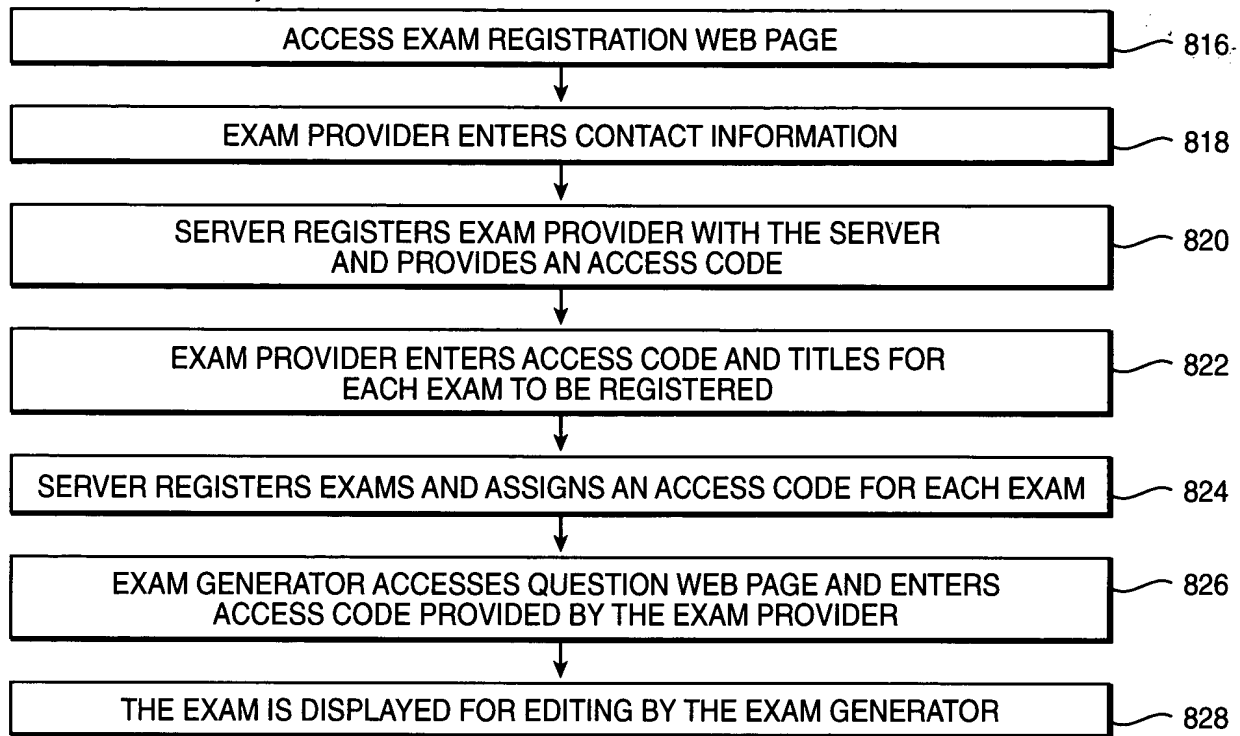 ACCESS EXAM REGISTRATION WEB PAGE
816
EXAM PROVIDER ENTERS CONTACT INFORMATION
818
SERVER REGISTERS EXAM PROVIDER WITH THE SERVER
AND PROVIDES AN ACCESS CODE
820
EXAM PROVIDER ENTERS ACCESS CODE AND TITLES FOR
EACH EXAM TO BE REGISTERED
822
SERVER REGISTERS EXAMS AND ASSIGNS AN ACCESS CODE FOR EACH EXAM
824
EXAM GENERATOR ACCESSES QUESTION WEB PAGE AND ENTERS
ACCESS CODE PROVIDED BY THE EXAM PROVIDER
826
THE EXAM IS DISPLAYED FOR EDITING BY THE EXAM GENERATOR
828